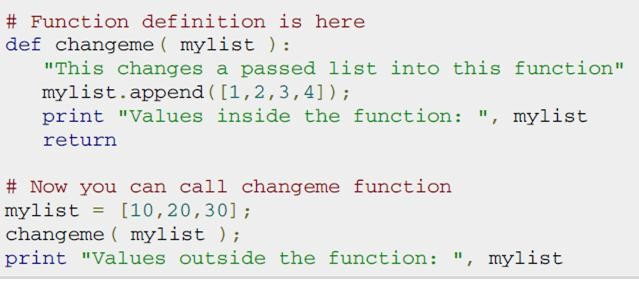 # Function definition is here
def changeme( mylist ):
   "This changes a passed list into this function"
   mylist.append([1,2,3,4]);
   print "Values inside the function: ", mylist
   return
# Now you can call changeme function
mylist = [10,20,30];
changeme( mylist );
print "Values outside the function: ", mylist